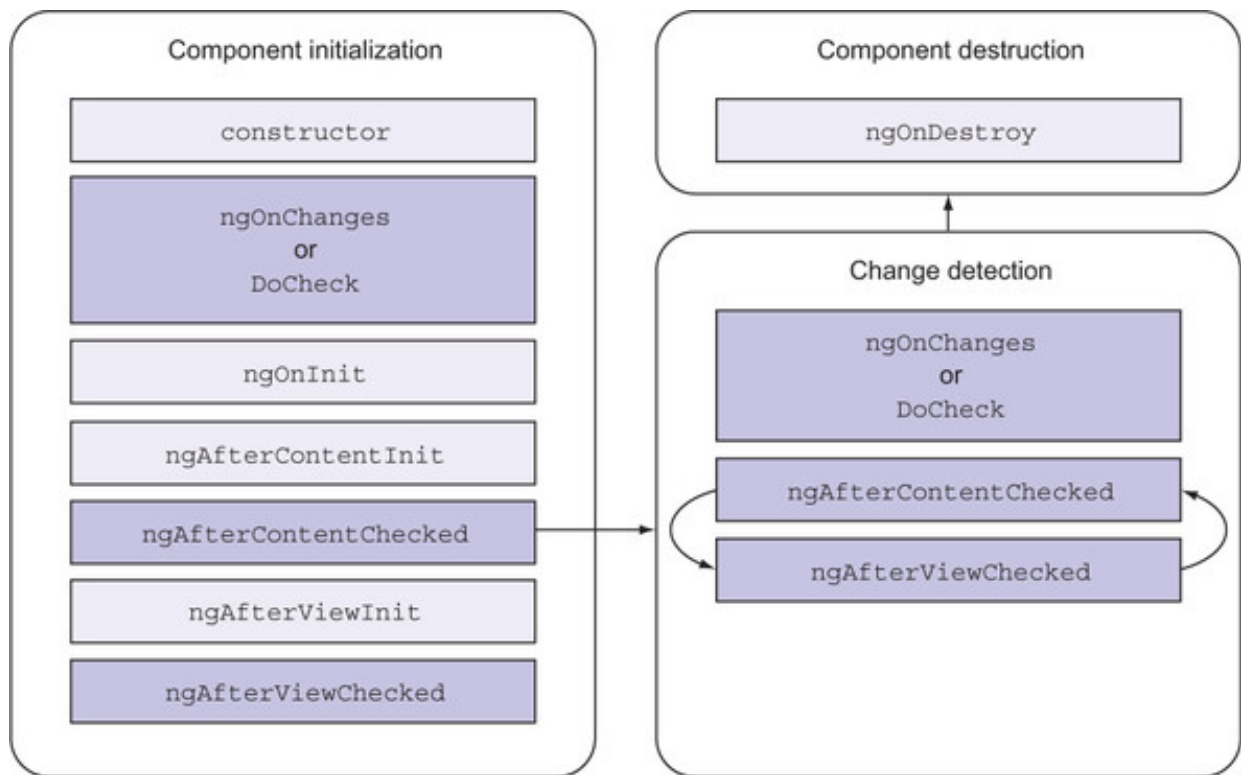 Component initialization
constructor
ngOnChanges
or
DoCheck
ngOnInit
ngAfterContentInit
ngAfterContentChecked
ngAfterViewInit
ngAfterViewChecked
Component destruction
ngOnDestroy
Change detection
ngOnChanges
or
DoCheck
ngAfterContentChecked
ngAfterViewChecked